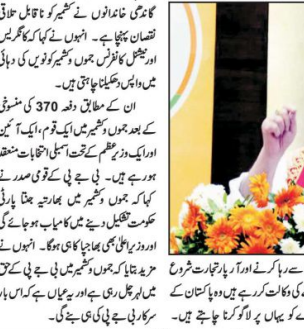 گاندھی خاندانوں نے کشمیر کو نا قابل تلافی
نقصان پہنچایا ہے۔ انہوں نے کہا کہ کانگریس
اور نیشنل کانفرنس جموں وکشمیر کو نوے کی دہائی
میں واپس دھکیلنا چاہتی ہیں۔
ان کے مطابق دفعہ 370 کی منسوخی
کے بعد جموں وکشمیر میں ایک قوم، ایک آئین
اور ایک وزیر اعظم کے تحت اسمبلی انتخابات منعقد
ہو رہے ہیں۔ بی جے پی کے قومی صدر نے
کہا کہ جموں وکشمیر میں بھارتیہ جنتا پارٹی
حکومت تشکیل دینے میں کامیاب ہو جائے گی
اور وزیر اعلیٰ بھی بھاجپا کا ہی ہوگا۔ انہوں نے
مزید بتایا کہ جموں وکشمیر میں بی جے پی کے حق
میں لہر چل رہی ہے اور یہ عیاں ہے کہ اس بار
سرکار بی جے پی کی ہی بنے گی۔
سے رہا کرنے اور آر پار تجارت شروع
کی وکالت کر رہے ہیں وہ پاکستان کے
کو یہاں پر لاگو کرنا چاہتے ہیں۔